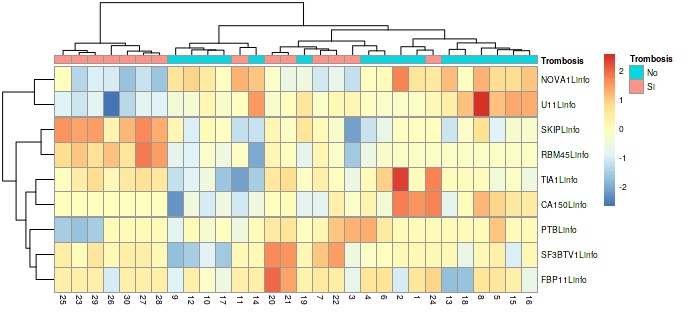 Trombosis
NOVA1Linfo
U11Linfo
SKIPLinfo
RBM45Linfo
TIA1Linfo
CA150Linfo
PTBLinfo
SF3BTV1Linfo
FBP11Linfo
25 23 29 26 30 27 28 9 12 10 17 11 14 20 21 19 7 22 3 4 6 2 1 24 13 18 8 5 15 16
2
1
0
-1
-2
Trombosis
No
SI